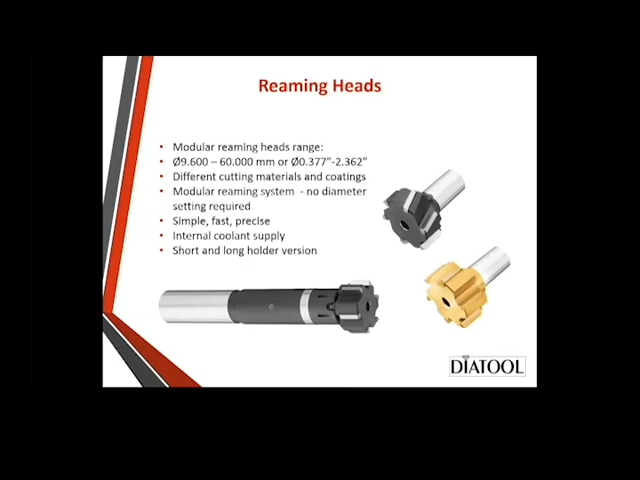 Reaming Heads
• Modular reaming heads range:
• Ø9.600 – 60.000 mm or Ø0.377”-2.362”
• Different cutting materials and coatings
• Modular reaming system - no diameter
setting required
• Simple, fast, precise
• Internal coolant supply
• Short and long holder version
DIATOOL